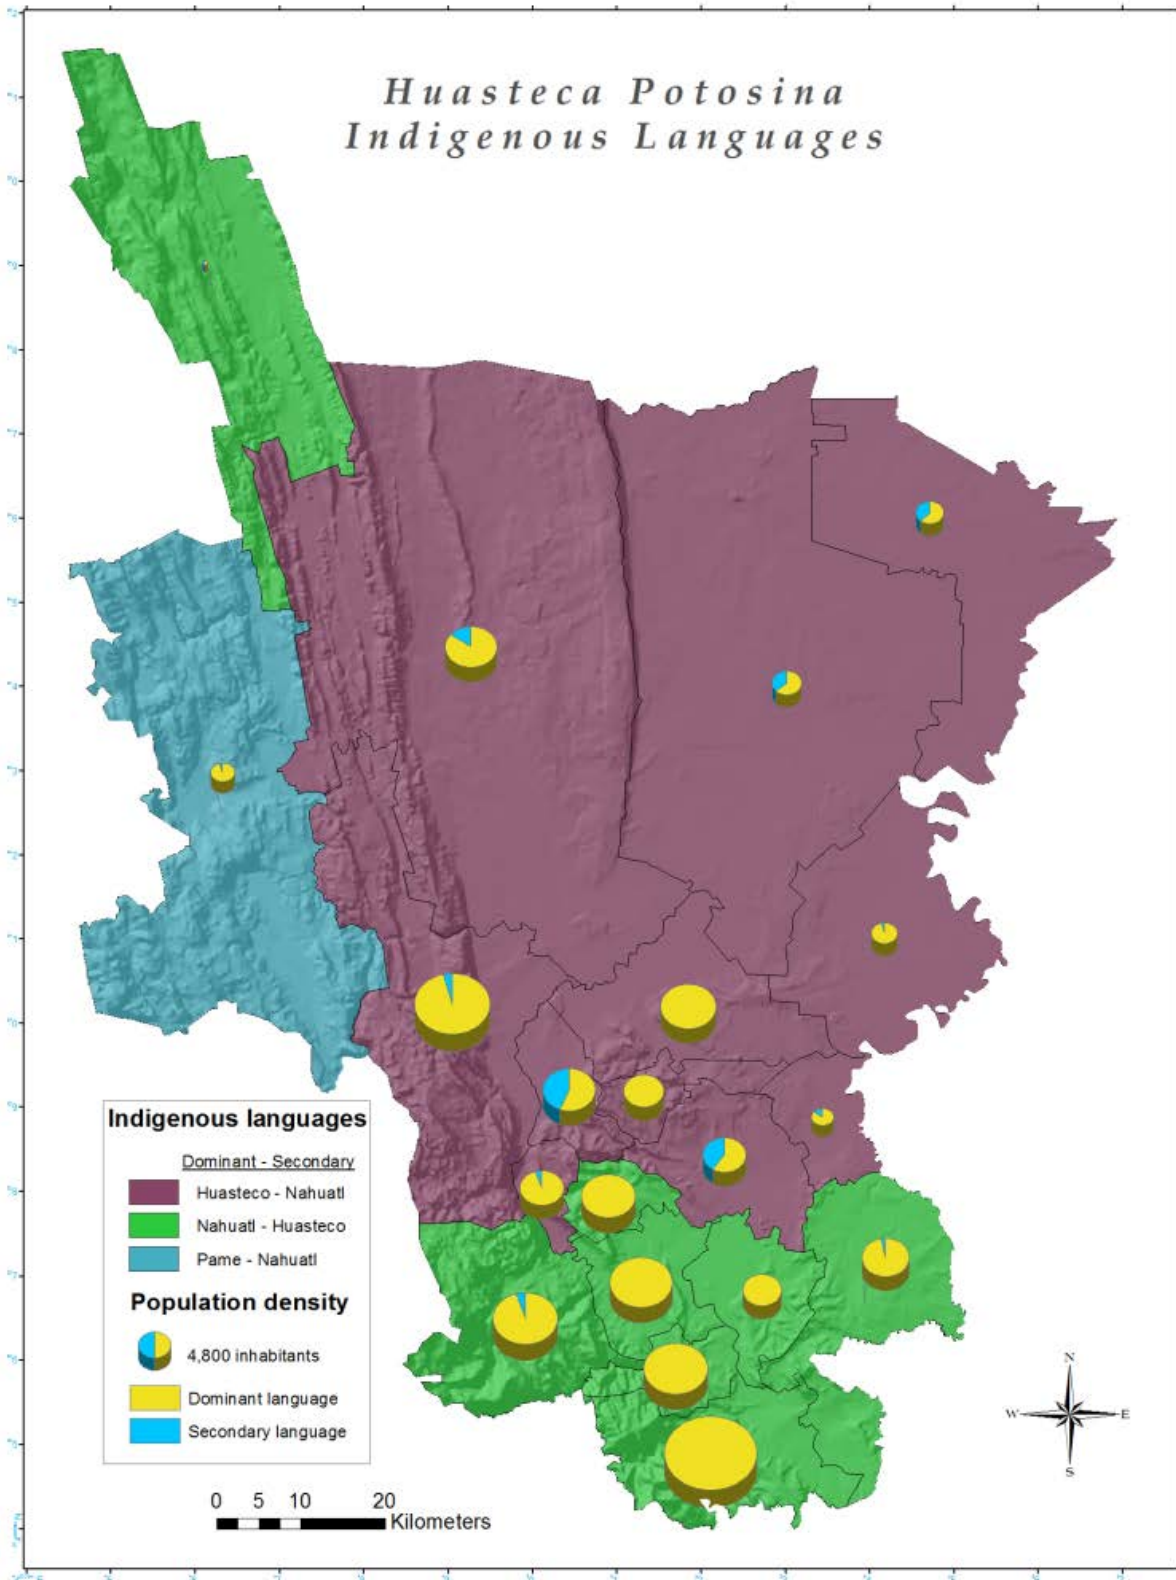 Huasteca Potosina
Indigenous Languages
Indigenous languages
Dominant - Secondary
Huasteco - Nahuatl
Nahuatl - Huasteco
Pame - Nahuatl
Population density
4,800 inhabitants
Dominant language
Secondary language
0 5 10 20
Kilometers
N
W E
S